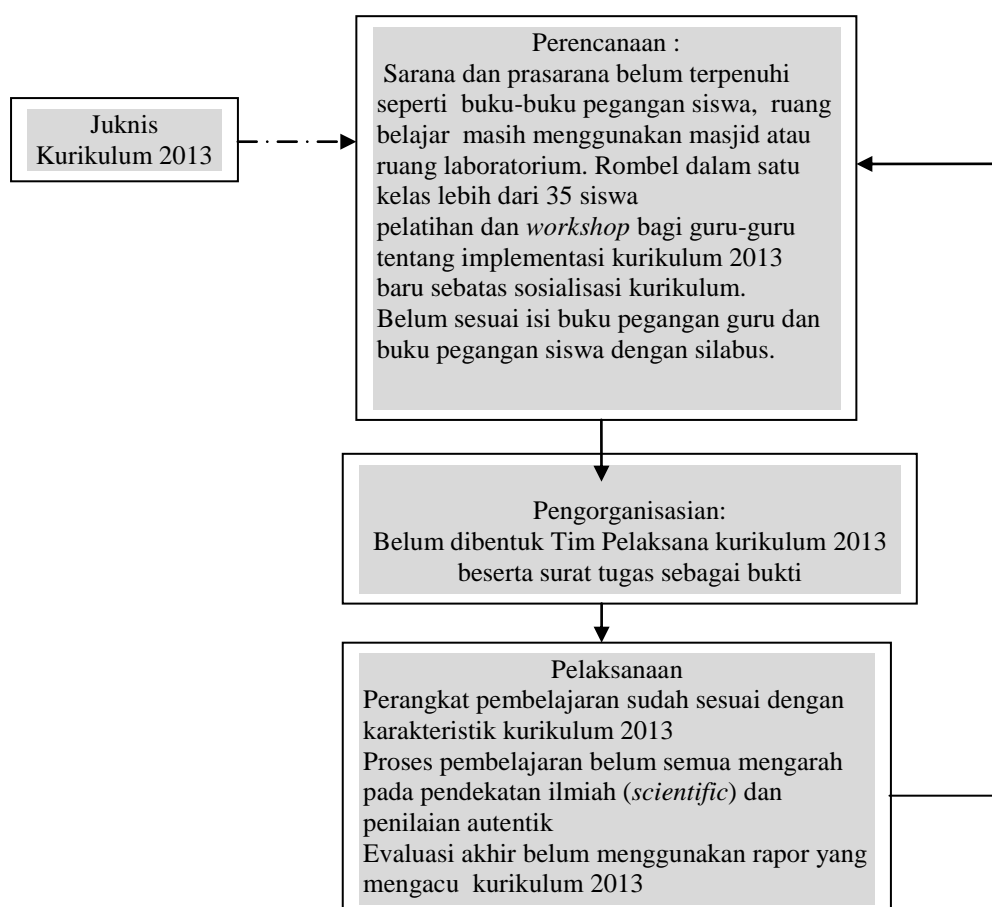 Juknis
Kurikulum 2013
Perencanaan :
Sarana dan prasarana belum terpenuhi
seperti buku-buku pegangan siswa, ruang
belajar masih menggunakan masjid atau
ruang laboratorium. Rombel dalam satu
kelas lebih dari 35 siswa
pelatihan dan workshop bagi guru-guru
tentang implementasi kurikulum 2013
baru sebatas sosialisasi kurikulum.
Belum sesuai isi buku pegangan guru dan
buku pegangan siswa dengan silabus.
Pengorganisasian:
Belum dibentuk Tim Pelaksana kurikulum 2013
beserta surat tugas sebagai bukti
Pelaksanaan
Perangkat pembelajaran sudah sesuai dengan
karakteristik kurikulum 2013
Proses pembelajaran belum semua mengarah
pada pendekatan ilmiah (scientific) dan
penilaian autentik
Evaluasi akhir belum menggunakan rapor yang
mengacu kurikulum 2013